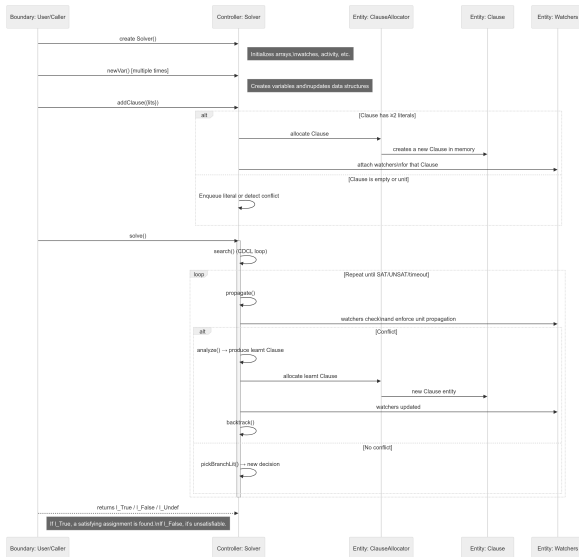 Boundary: User/Caller
Controller: Solver
Entity: ClauseAllocator
Entity: Clause
Entity: Watchers
create Solver()
Initializes arrays:\nwatches, activity, etc.
newVar() [multiple times]
Creates variables and\nupdates data structures
addClause({lits})
alt
[Clause has ≥2 literals]
allocate Clause
creates a new Clause in memory
attach watchers\nfor that Clause
[Clause is empty or unit]
Enqueue literal or detect conflict
solve()
search() (CDCL loop)
loop
[Repeat until SAT/UNSAT/timeout]
propagate()
watchers check\nand enforce unit propagation
alt
[Conflict]
analyze() → produce learnt Clause
allocate learnt Clause
new Clause entity
watchers updated
backtrack()
[No conflict]
pickBranchLit() → new decision
returns l_True / l_False / l_Undef
If l_True, a satisfying assignment is found.\nIf l_False, it's unsatisfiable.
Boundary: User/Caller
Controller: Solver
Entity: ClauseAllocator
Entity: Clause
Entity: Watchers